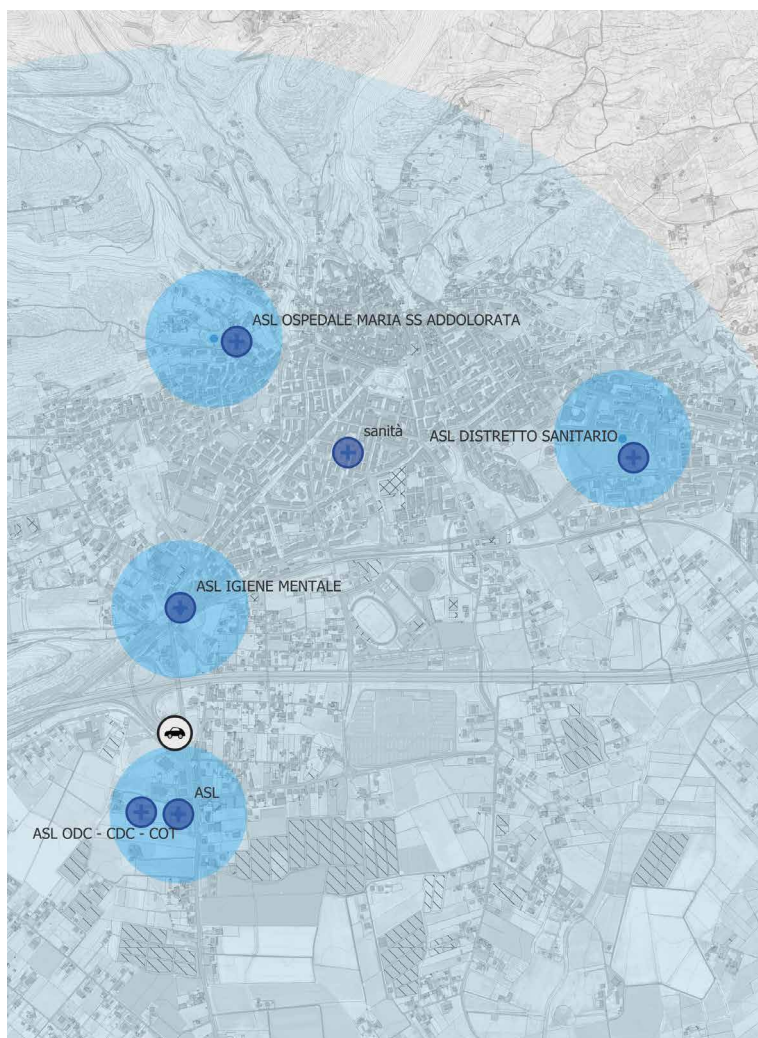 ASL OSPEDALE MARIA SS ADDOLORATA
sanità
ASL DISTRETTO SANITARIO
ASL IGIENE MENTALE
ASL
ASL ODC - CDC - COT